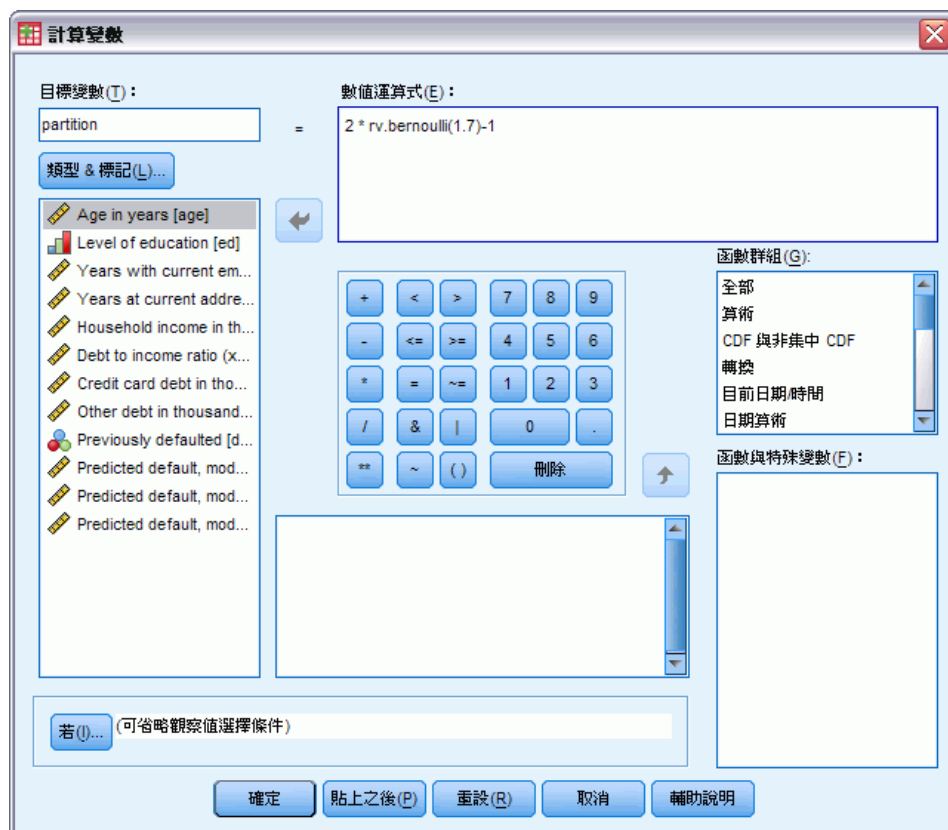 計算變數
目標變數(T)：
數值運算式(E)：
partition
=
2 * rv.bernoulli(1.7)-1
類型 & 標記(L)...
Age in years [age]
Level of education [ed]
Years with current em...
Years at current addre...
Household income in th...
Debt to income ratio (x...
Credit card debt in tho...
Other debt in thousand...
Previously defaulted [d...
Predicted default, mod...
Predicted default, mod...
Predicted default, mod...
+ < > 7 8 9
- <= >= 4 5 6
* = ~= 1 2 3
/ & | 0 .
** ~ ( ) 刪除
函數群組(G):
全部
算術
CDF 與非集中 CDF
轉換
目前日期/時間
日期算術
函數與特殊變數(F)：
若(I)... (可省略觀察值選擇條件)
確定 貼上之後(P) 重設(R) 取消 輔助說明